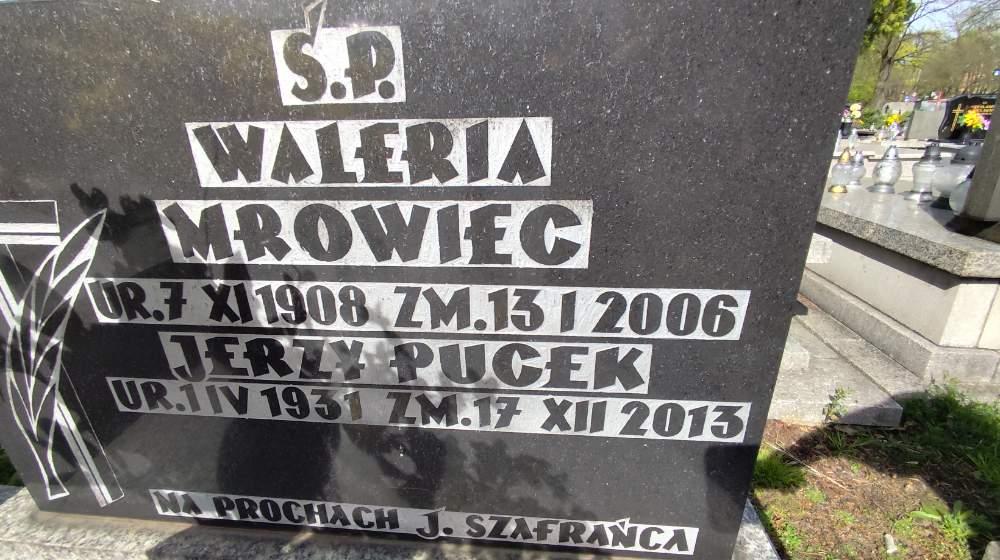 Ś.P.
WALERIA
MROWIEC
UR.7 XI 1908 ZM.13 I 2006
JERZY PUCEK
UR.1 IV 1931 ZM.17 XII 2013
NA PROCHACH J. SZAFRAŃCA